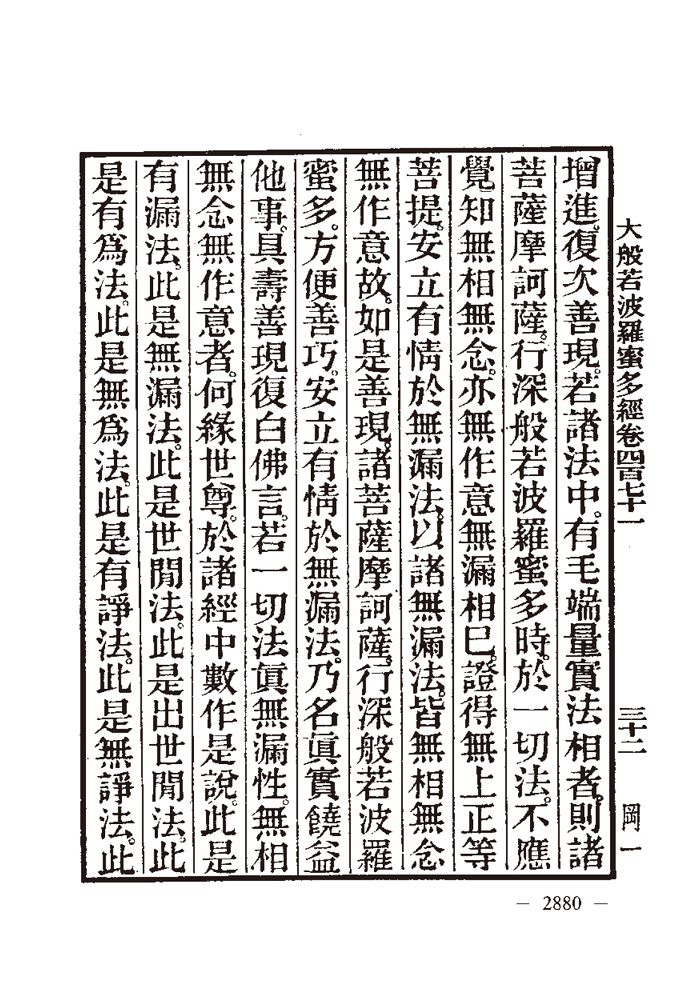 大般若波羅蜜多經卷四百七十一
三十二
岡一
增進。復次善現。若諸法中。有毛端量實法相者。則諸
菩薩摩訶薩。行深般若波羅蜜多時。於一切法。不應
覺知無相無念。亦無作意無漏相已。證得無上正等
菩提。安立有情於無漏法。以諸無漏法。皆無相無念
無作意故。如是善現。諸菩薩摩訶薩。行深般若波羅
蜜多。方便善巧。安立有情於無漏法。乃名眞實饒益
他事。具壽善現復白佛言。若一切法眞無漏性。無相
無念無作意者。何緣世尊。於諸經中數作是說。此是
有漏法。此是無漏法。此是世閒法。此是出世閒法。此
是有爲法。此是無爲法。此是有諍法。此是無諍法。此
— 2880 —